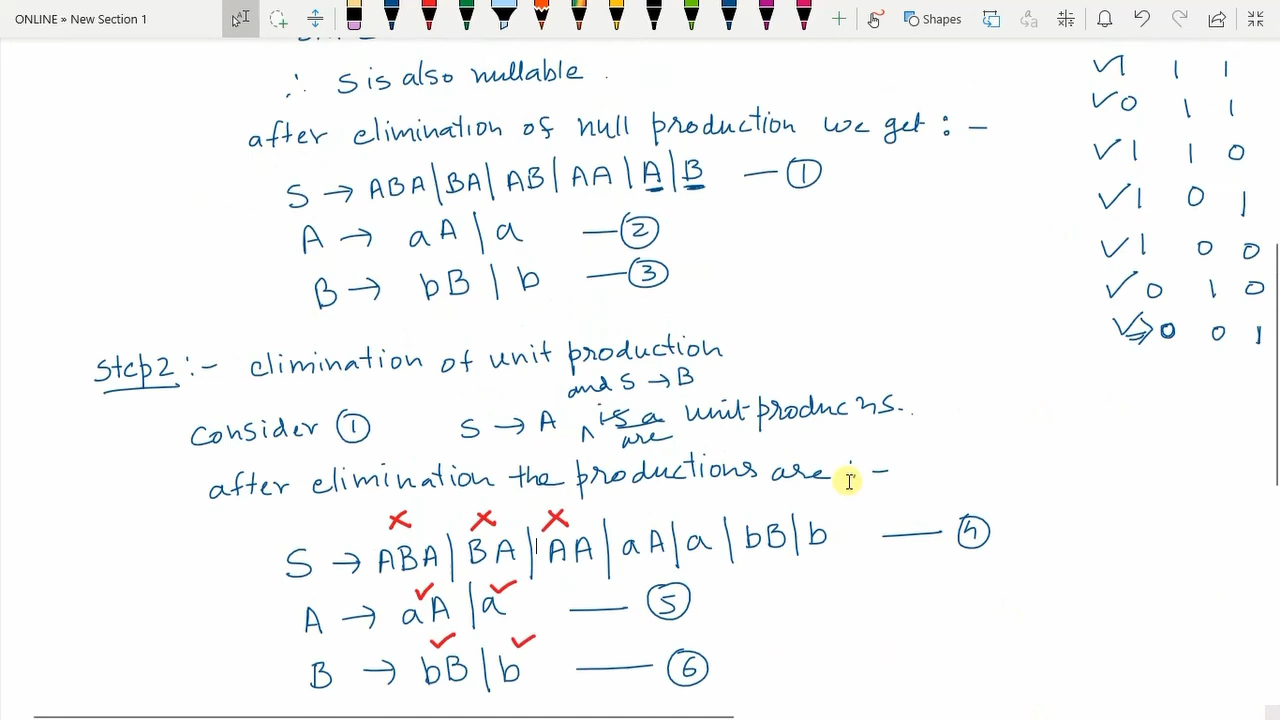 ONLINE » New Section 1
Shapes
∴ S is also nullable .
after elimination of null production we get : -
S → ABA | BA | AB | AA | A | B — ①
A → aA | a — ②
B → bB | b — ③
Step2 :- elimination of unit production
and S → B
Consider ① S → A ^ is a unit producns..
are
after elimination the productions are : -
× × ×
S → ABA | BA | AA | aA | a | bB | b — ④
✓ ✓
A → aA | a — ⑤
✓ ✓
B → bB | b — ⑥
✓1 1 1
✓0 1 1
✓1 1 0
✓1 0 1
✓1 0 0
✓0 1 0
✓0 0 1